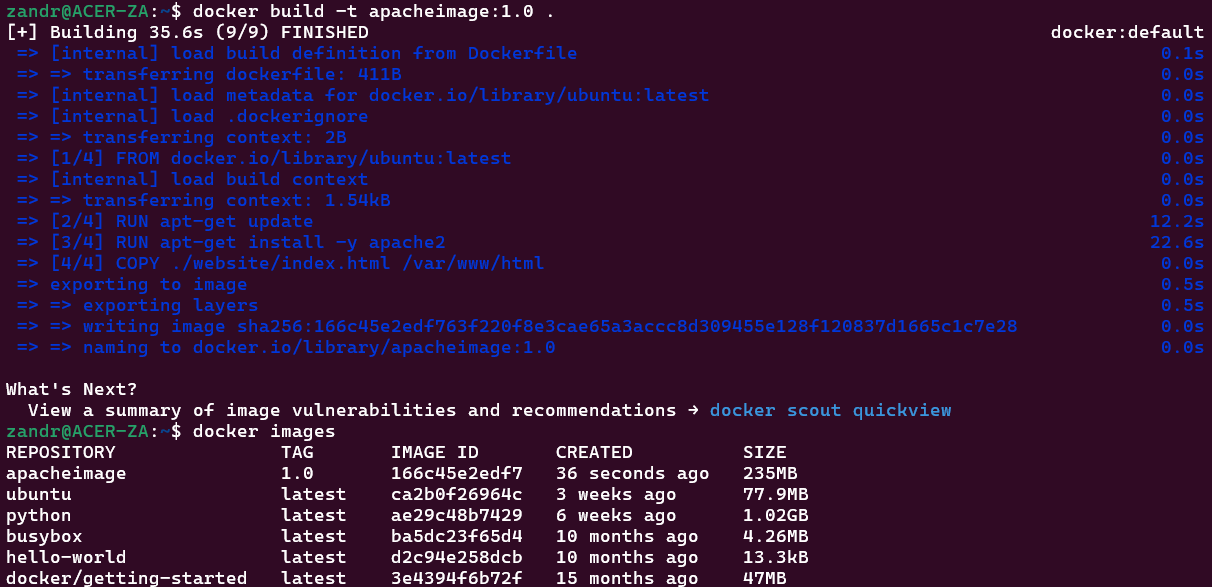 zandr@ACER-ZA:~$ docker build -t apacheimage:1.0 .
[+] Building 35.6s (9/9) FINISHED docker:default
=> [internal] load build definition from Dockerfile 0.1s
=> => transferring dockerfile: 411B 0.0s
=> [internal] load metadata for docker.io/library/ubuntu:latest 0.0s
=> [internal] load .dockerignore 0.0s
=> => transferring context: 2B 0.0s
=> [1/4] FROM docker.io/library/ubuntu:latest 0.0s
=> [internal] load build context 0.0s
=> => transferring context: 1.54kB 0.0s
=> [2/4] RUN apt-get update 12.2s
=> [3/4] RUN apt-get install -y apache2 22.6s
=> [4/4] COPY ./website/index.html /var/www/html 0.0s
=> exporting to image 0.5s
=> => exporting layers 0.5s
=> => writing image sha256:166c45e2edf763f220f8e3cae65a3accc8d309455e128f120837d1665c1c7e28 0.0s
=> => naming to docker.io/library/apacheimage:1.0 0.0s
What's Next?
View a summary of image vulnerabilities and recommendations → docker scout quickview
zandr@ACER-ZA:~$ docker images
REPOSITORY TAG IMAGE ID CREATED SIZE
apacheimage 1.0 166c45e2edf7 36 seconds ago 235MB
ubuntu latest ca2b0f26964c 3 weeks ago 77.9MB
python latest ae29c48b7429 6 weeks ago 1.02GB
busybox latest ba5dc23f65d4 10 months ago 4.26MB
hello-world latest d2c94e258dcb 10 months ago 13.3kB
docker/getting-started latest 3e4394f6b72f 15 months ago 47MB